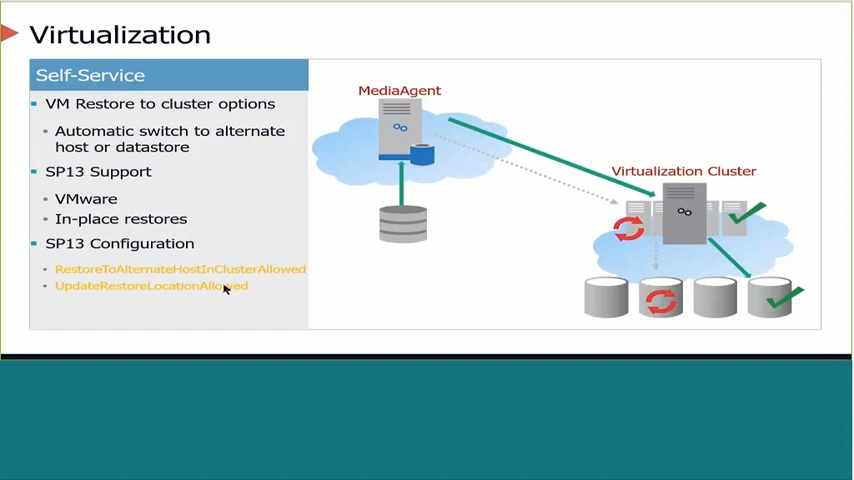 Virtualization
Self-Service
VM Restore to cluster options
Automatic switch to alternate
host or datastore
SP13 Support
VMware
In-place restores
SP13 Configuration
RestoreToAlternateHostInClusterAllowed
UpdateRestoreLocationAllowed
MediaAgent
Virtualization Cluster